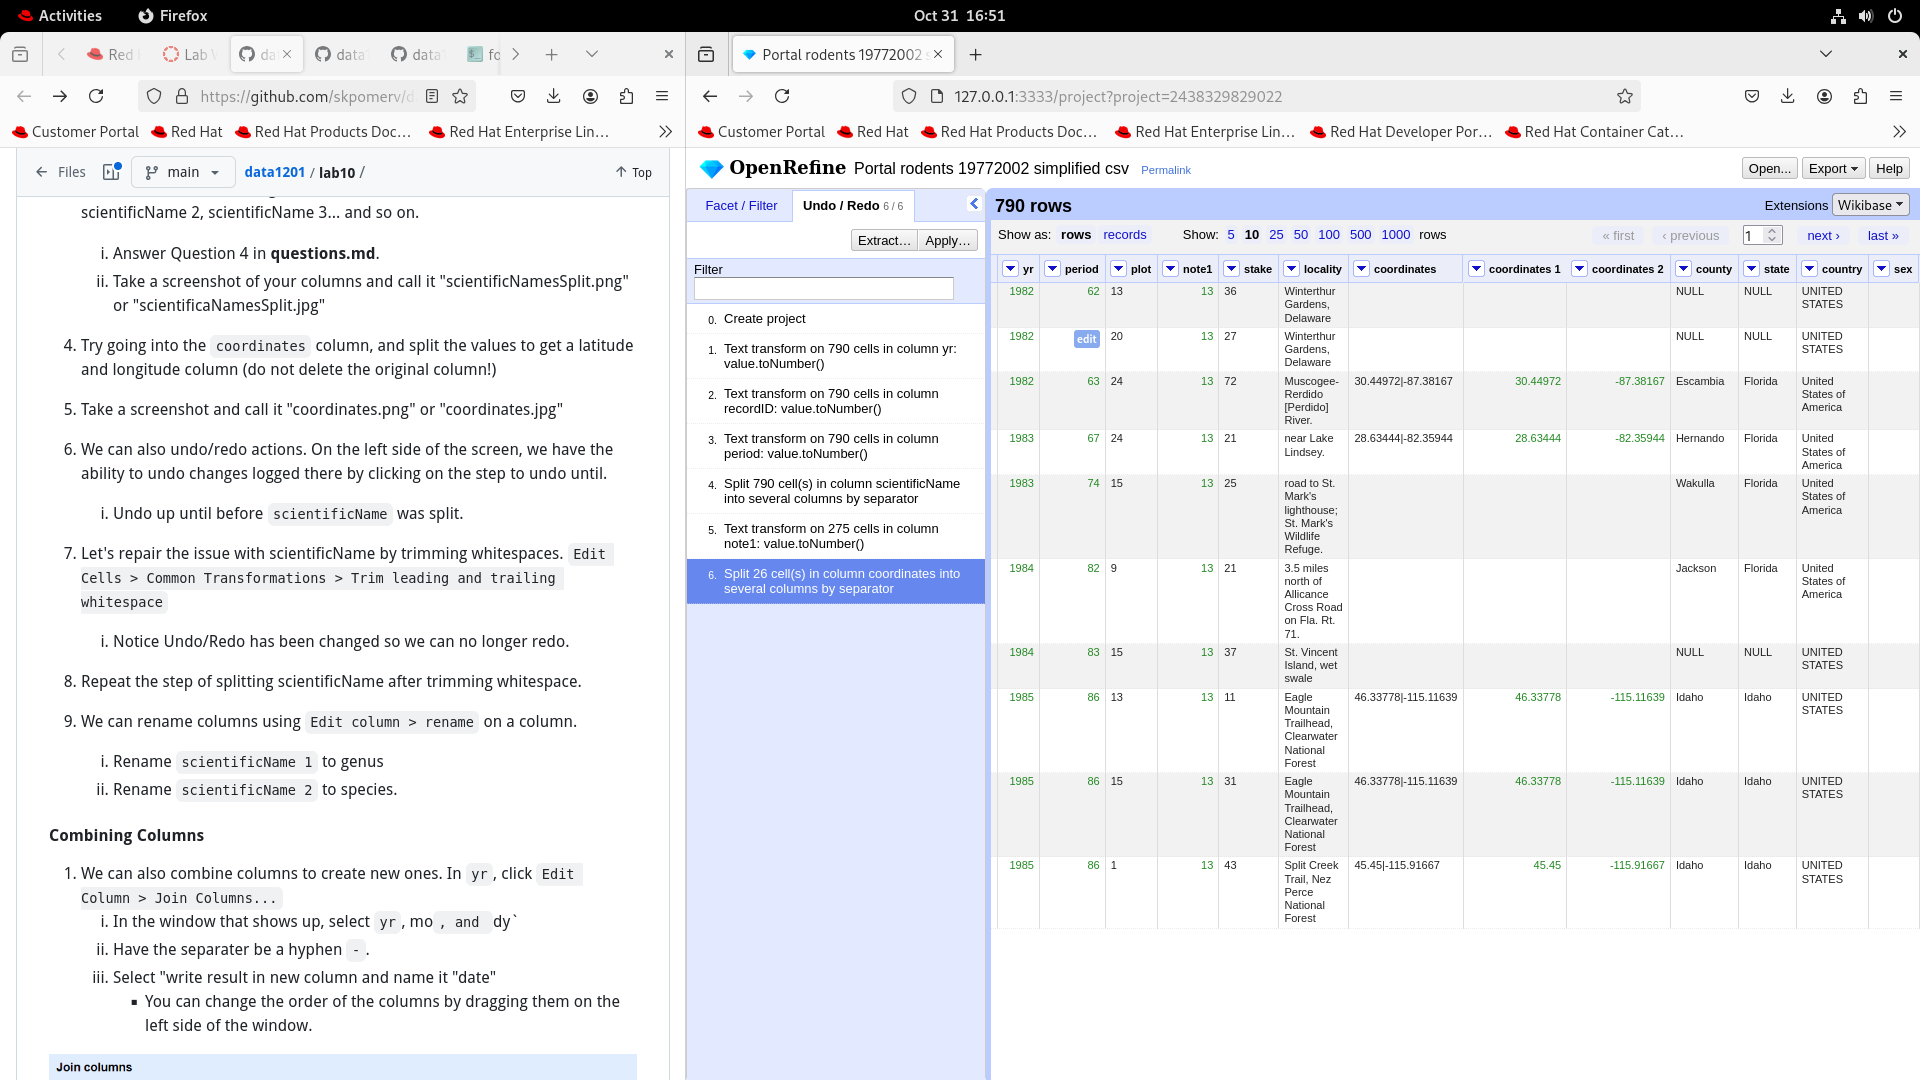 Activities Firefox Oct 31 16:51
Red Lab da data data fo
https://github.com/skpomerv/d
Customer Portal Red Hat Red Hat Products Doc… Red Hat Enterprise Lin…
Files main data1201 / lab10 / Top
scientificName 2, scientificName 3... and so on.
i. Answer Question 4 in questions.md.
ii. Take a screenshot of your columns and call it "scientificNamesSplit.png"
or "scientificaNamesSplit.jpg"
4. Try going into the coordinates column, and split the values to get a latitude
and longitude column (do not delete the original column!)
5. Take a screenshot and call it "coordinates.png" or "coordinates.jpg"
6. We can also undo/redo actions. On the left side of the screen, we have the
ability to undo changes logged there by clicking on the step to undo until.
i. Undo up until before scientificName was split.
7. Let's repair the issue with scientificName by trimming whitespaces. Edit
Cells > Common Transformations > Trim leading and trailing
whitespace
i. Notice Undo/Redo has been changed so we can no longer redo.
8. Repeat the step of splitting scientificName after trimming whitespace.
9. We can rename columns using Edit column > rename on a column.
i. Rename scientificName 1 to genus
ii. Rename scientificName 2 to species.
Combining Columns
1. We can also combine columns to create new ones. In yr, click Edit
Column > Join Columns...
i. In the window that shows up, select yr, mo, and dy`
ii. Have the separater be a hyphen -.
iii. Select "write result in new column and name it "date"
▪ You can change the order of the columns by dragging them on the
left side of the window.
Join columns
Portal rodents 19772002
127.0.0.1:3333/project?project=2438329829022
Customer Portal Red Hat Red Hat Products Doc… Red Hat Enterprise Lin… Red Hat Developer Por… Red Hat Container Cat…
OpenRefine Portal rodents 19772002 simplified csv Permalink Open... Export Help
Facet / Filter Undo / Redo 6 / 6
Extract... Apply...
Filter
0. Create project
1. Text transform on 790 cells in column yr:
value.toNumber()
2. Text transform on 790 cells in column
recordID: value.toNumber()
3. Text transform on 790 cells in column
period: value.toNumber()
4. Split 790 cell(s) in column scientificName
into several columns by separator
5. Text transform on 275 cells in column
note1: value.toNumber()
6. Split 26 cell(s) in column coordinates into
several columns by separator
790 rows Extensions Wikibase
Show as: rows records Show: 5 10 25 50 100 500 1000 rows « first ‹ previous 1 next › last »
yr period plot note1 stake locality coordinates coordinates 1 coordinates 2 county state country sex
1982 62 13 13 36 Winterthur NULL NULL UNITED
Gardens, STATES
Delaware
1982 edit 20 13 27 Winterthur NULL NULL UNITED
Gardens, STATES
Delaware
1982 63 24 13 72 Muscogee- 30.44972|-87.38167 30.44972 -87.38167 Escambia Florida United
Rerdido States of
[Perdido] America
River.
1983 67 24 13 21 near Lake 28.63444|-82.35944 28.63444 -82.35944 Hernando Florida United
Lindsey. States of
America
1983 74 15 13 25 road to St. Wakulla Florida United
Mark's States of
lighthouse; America
St. Mark's
Wildlife
Refuge.
1984 82 9 13 21 3.5 miles Jackson Florida United
north of States of
Allicance America
Cross Road
on Fla. Rt.
71.
1984 83 15 13 37 St. Vincent NULL NULL UNITED
Island, wet STATES
swale
1985 86 13 13 11 Eagle 46.33778|-115.11639 46.33778 -115.11639 Idaho Idaho UNITED
Mountain STATES
Trailhead,
Clearwater
National
Forest
1985 86 15 13 31 Eagle 46.33778|-115.11639 46.33778 -115.11639 Idaho Idaho UNITED
Mountain STATES
Trailhead,
Clearwater
National
Forest
1985 86 1 13 43 Split Creek 45.45|-115.91667 45.45 -115.91667 Idaho Idaho UNITED
Trail, Nez STATES
Perce
National
Forest